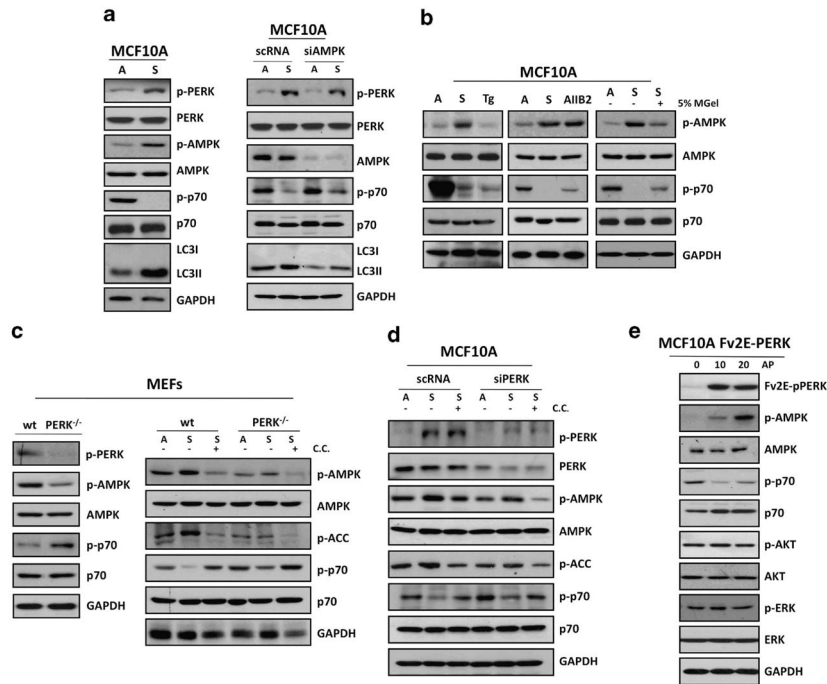 a
MCF10A
A S
p-PERK
PERK
p-AMPK
AMPK
p-p70
p70
LC3I
LC3II
GAPDH
MCF10A
scRNA siAMPK
A S A S
p-PERK
PERK
AMPK
p-p70
p70
LC3I
LC3II
GAPDH
b
MCF10A
A S Tg A S AIIB2 A S S
- - + 5% MGel
p-AMPK
AMPK
p-p70
p70
GAPDH
c
MEFs
wt PERK-/-
p-PERK
p-AMPK
AMPK
p-p70
p70
GAPDH
wt PERK-/-
A S S A S S
- - + - - + C.C.
p-AMPK
AMPK
p-ACC
p-p70
p70
GAPDH
d
MCF10A
scRNA siPERK
A S S A S S
- - + - - + C.C.
p-PERK
PERK
p-AMPK
AMPK
p-ACC
p-p70
p70
GAPDH
e
MCF10A Fv2E-PERK
0 10 20 AP
Fv2E-pPERK
p-AMPK
AMPK
p-p70
p70
p-AKT
AKT
p-ERK
ERK
GAPDH